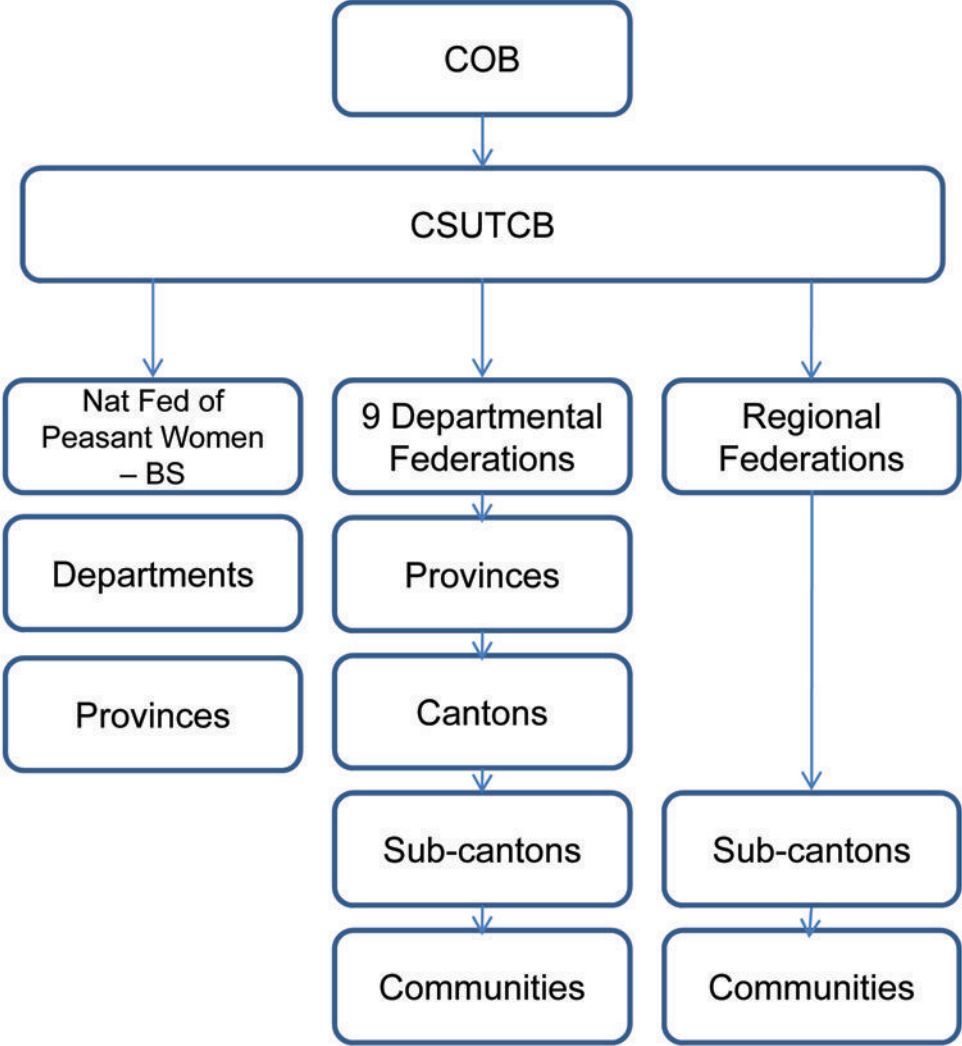 COB
CSUTCB
Nat Fed of
Peasant Women
– BS
9 Departmental
Federations
Regional
Federations
Departments
Provinces
Provinces
Cantons
Sub-cantons
Sub-cantons
Communities
Communities